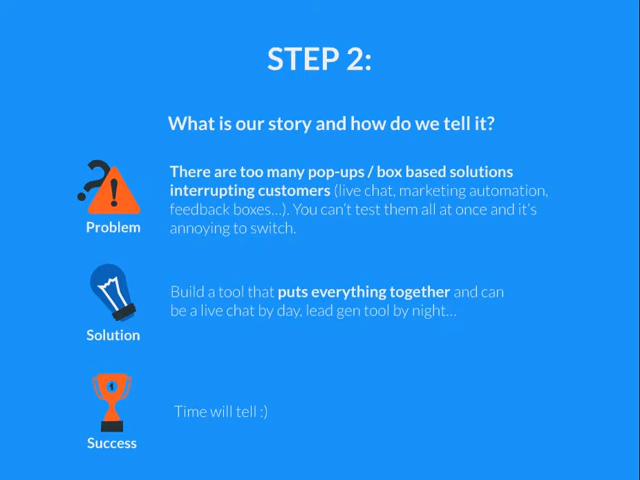 STEP 2:
What is our story and how do we tell it?
There are too many pop-ups / box based solutions
interrupting customers (live chat, marketing automation,
feedback boxes...). You can't test them all at once and it's
annoying to switch.
Problem
Build a tool that puts everything together and can
be a live chat by day, lead gen tool by night...
Solution
1
Time will tell :)
Success